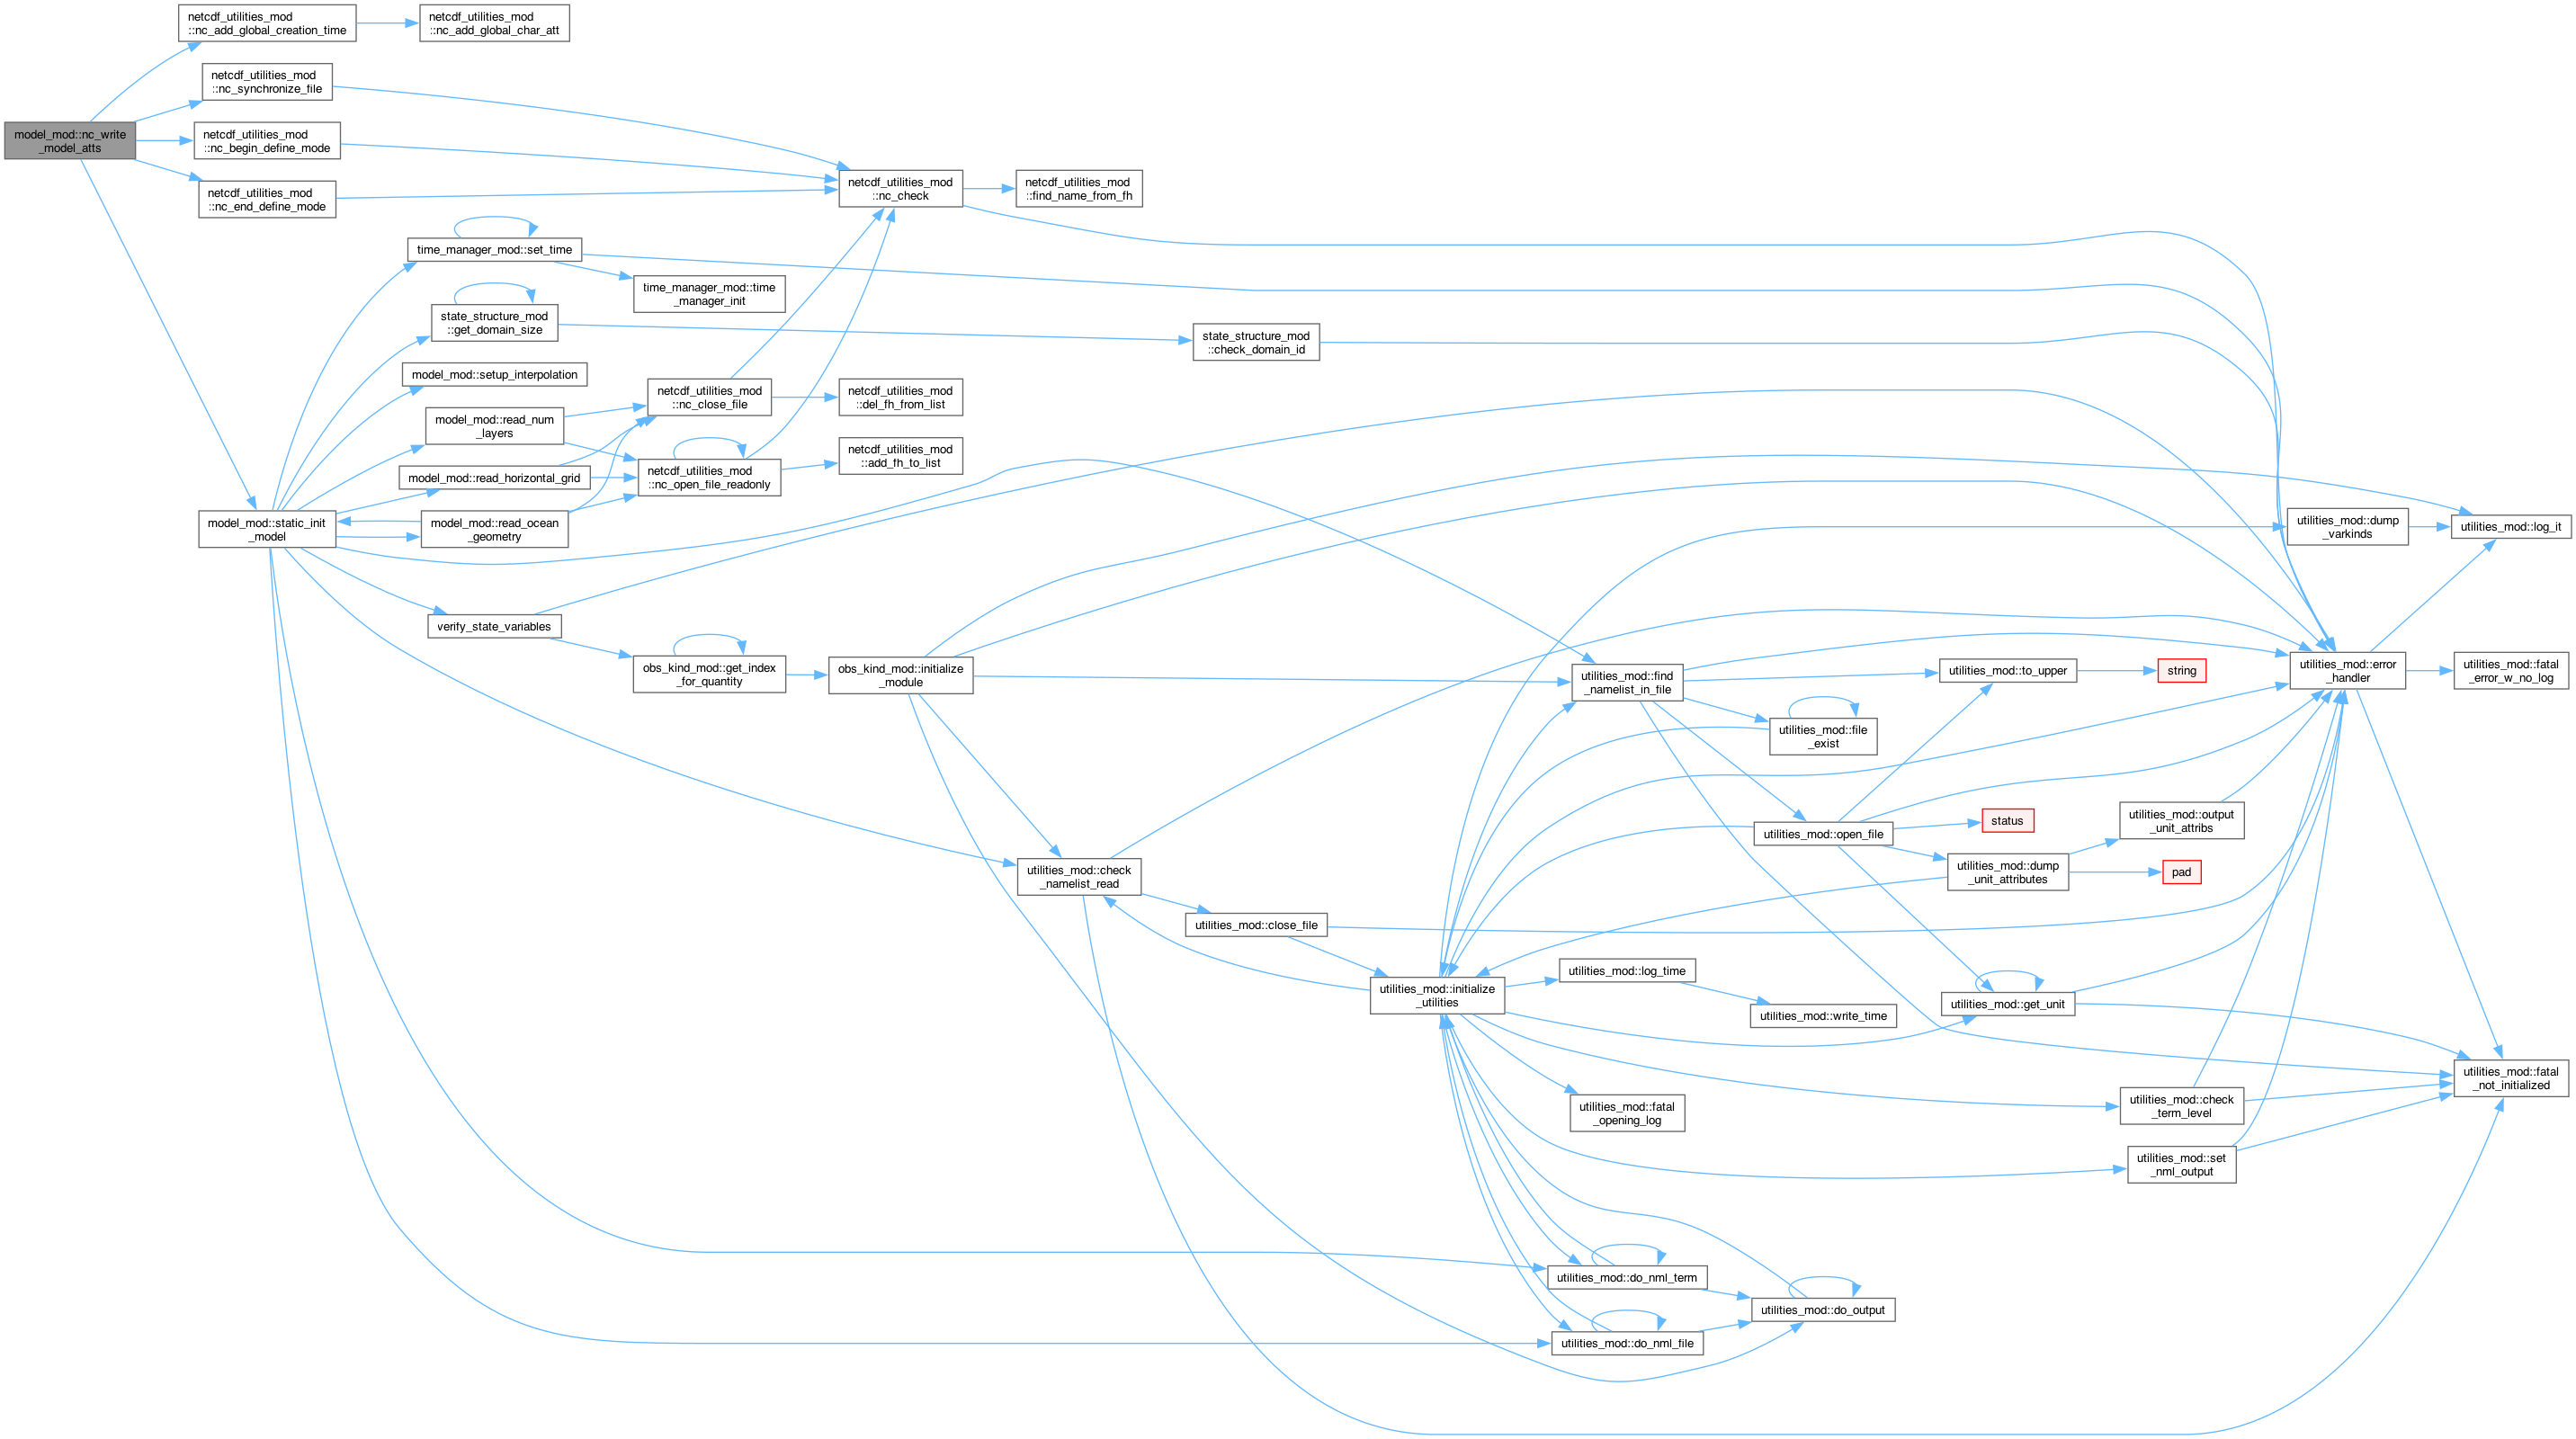 netcdf_utilities_mod
::nc_add_global_creation_time
netcdf_utilities_mod
::nc_add_global_char_att
netcdf_utilities_mod
::nc_synchronize_file
model_mod::nc_write
_model_atts
netcdf_utilities_mod
::nc_begin_define_mode
netcdf_utilities_mod
::nc_end_define_mode
netcdf_utilities_mod
::nc_check
netcdf_utilities_mod
::find_name_from_fh
time_manager_mod::set_time
time_manager_mod::time
_manager_init
state_structure_mod
::get_domain_size
state_structure_mod
::check_domain_id
model_mod::setup_interpolation
netcdf_utilities_mod
::nc_close_file
netcdf_utilities_mod
::del_fh_from_list
model_mod::read_num
_layers
netcdf_utilities_mod
::add_fh_to_list
model_mod::read_horizontal_grid
netcdf_utilities_mod
::nc_open_file_readonly
model_mod::static_init
_model
model_mod::read_ocean
_geometry
utilities_mod::dump
_varkinds
utilities_mod::log_it
verify_state_variables
obs_kind_mod::get_index
_for_quantity
obs_kind_mod::initialize
_module
utilities_mod::find
_namelist_in_file
utilities_mod::to_upper
string
utilities_mod::error
_handler
utilities_mod::fatal
_error_w_no_log
utilities_mod::file
_exist
utilities_mod::open_file
status
utilities_mod::output
_unit_attribs
utilities_mod::dump
_unit_attributes
pad
utilities_mod::check
_namelist_read
utilities_mod::close_file
utilities_mod::initialize
_utilities
utilities_mod::log_time
utilities_mod::write_time
utilities_mod::get_unit
utilities_mod::fatal
_not_initialized
utilities_mod::fatal
_opening_log
utilities_mod::check
_term_level
utilities_mod::set
_nml_output
utilities_mod::do_nml_term
utilities_mod::do_output
utilities_mod::do_nml_file